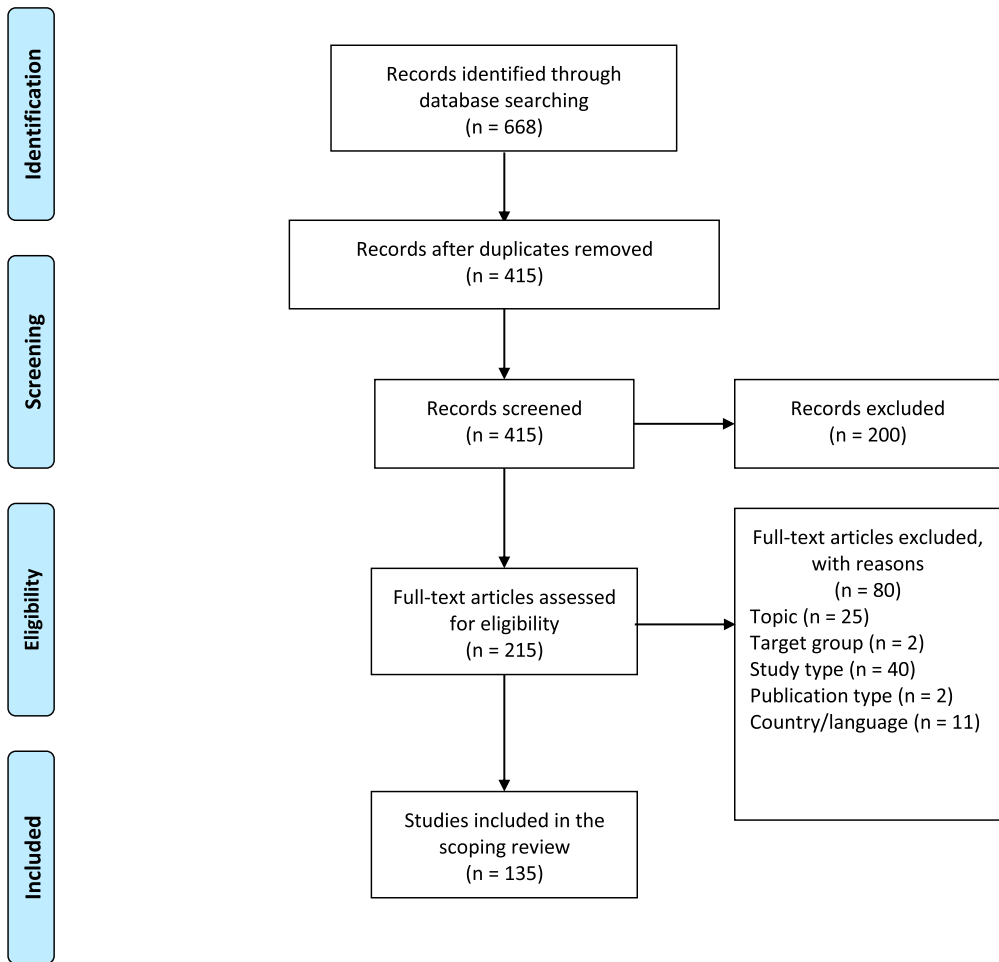 Identification
Records identified through
database searching
(n = 668)
Records after duplicates removed
(n = 415)
Screening
Records screened
(n = 415)
Records excluded
(n = 200)
Eligibility
Full-text articles assessed
for eligibility
(n = 215)
Full-text articles excluded,
with reasons
(n = 80)
Topic (n = 25)
Target group (n = 2)
Study type (n = 40)
Publication type (n = 2)
Country/language (n = 11)
Included
Studies included in the
scoping review
(n = 135)